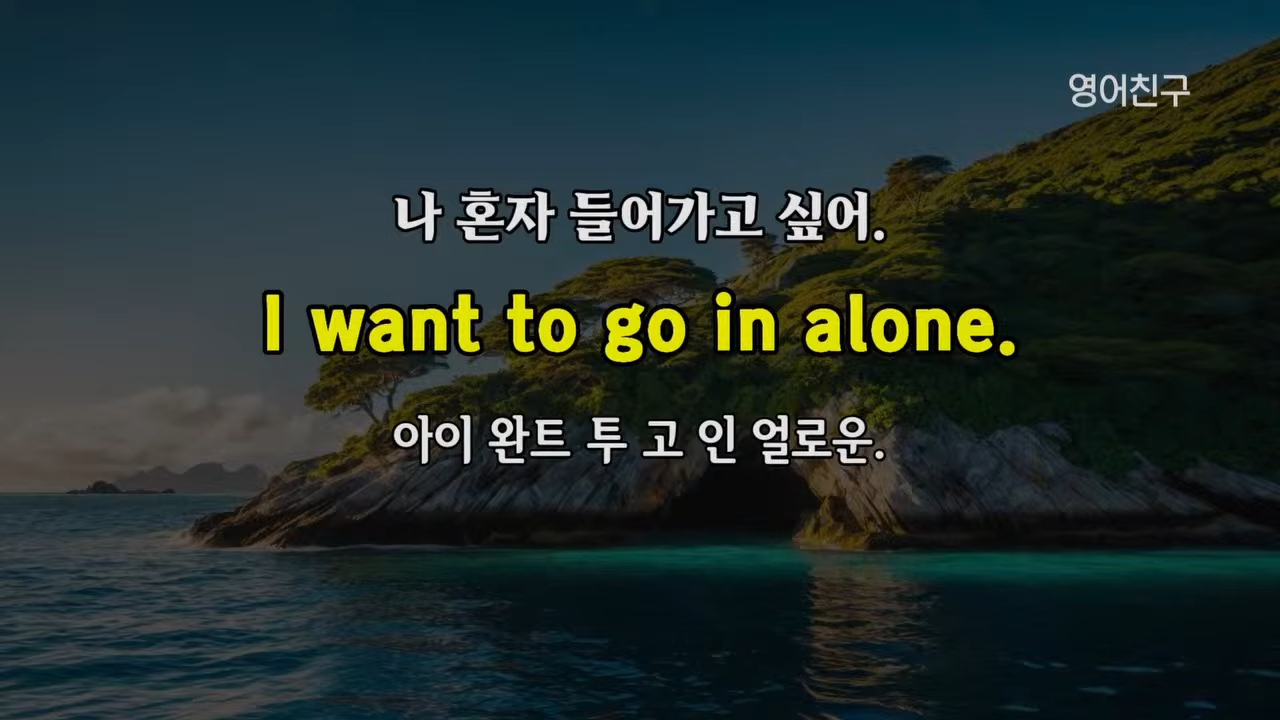 영어친구
나 혼자 들어가고 싶어.
I want to go in alone.
아이 완트 투 고 인 얼로운.